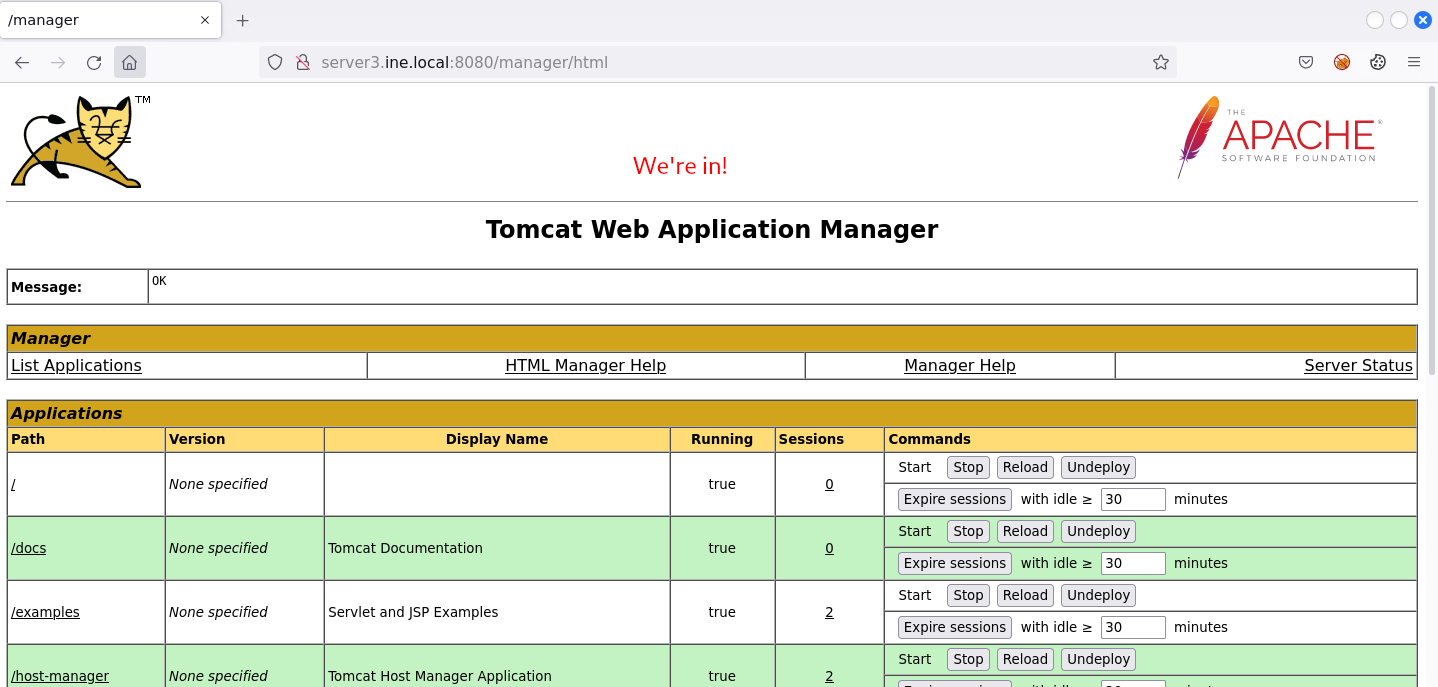 /manager
server3.ine.local:8080/manager/html
TM
THE
APACHE®
SOFTWARE FOUNDATION
We're in!
Tomcat Web Application Manager
Message: OK
Manager
List Applications HTML Manager Help Manager Help Server Status
Applications
Path Version Display Name Running Sessions Commands
/ None specified true 0 Start Stop Reload Undeploy
Expire sessions with idle ≥ 30 minutes
/docs None specified Tomcat Documentation true 0 Start Stop Reload Undeploy
Expire sessions with idle ≥ 30 minutes
/examples None specified Servlet and JSP Examples true 2 Start Stop Reload Undeploy
Expire sessions with idle ≥ 30 minutes
/host-manager None specified Tomcat Host Manager Application true 2 Start Stop Reload Undeploy